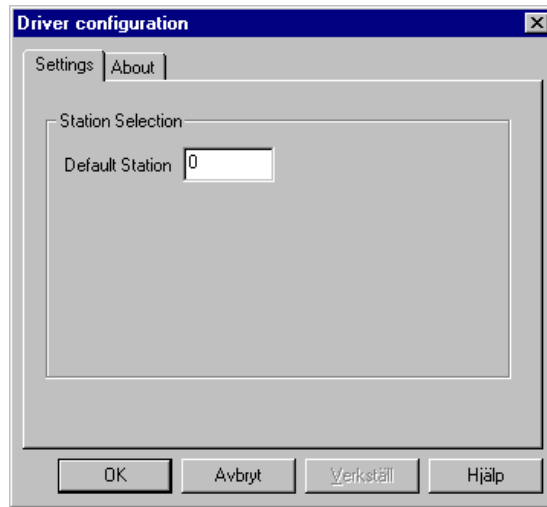 Driver configuration
Settings About
Station Selection
Default Station 0
OK Avbryt Verkställ Hjälp